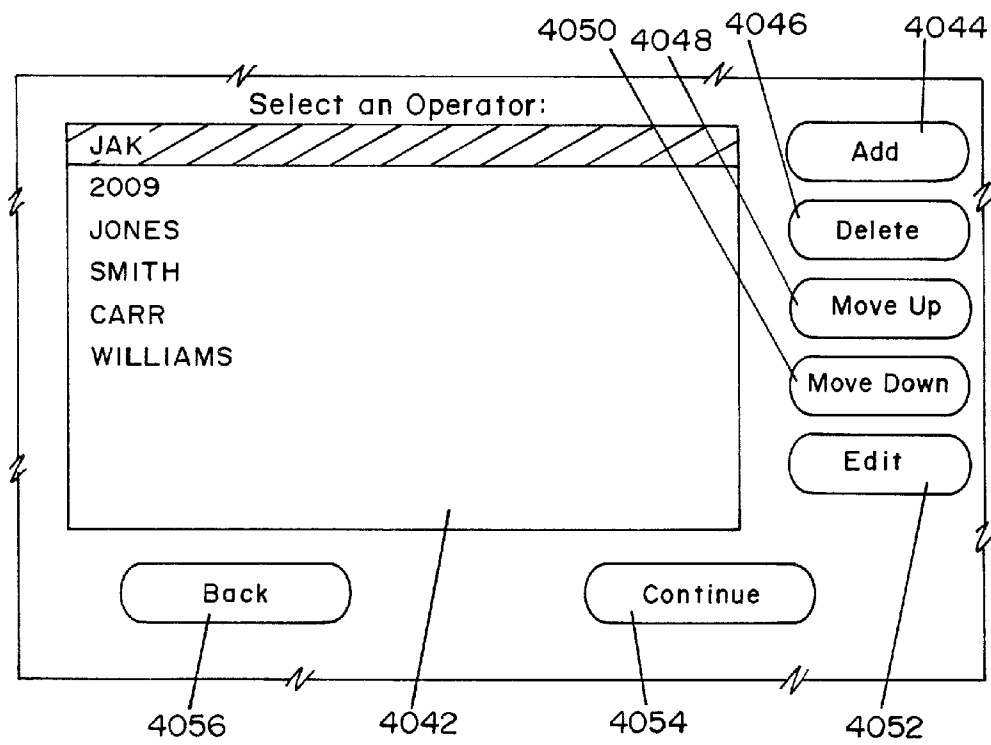 4050 4048 4046 4044
Select an Operator:
JAK
2009
JONES
SMITH
CARR
WILLIAMS
Add
Delete
Move Up
Move Down
Edit
Back
Continue
4056 4042 4054 4052